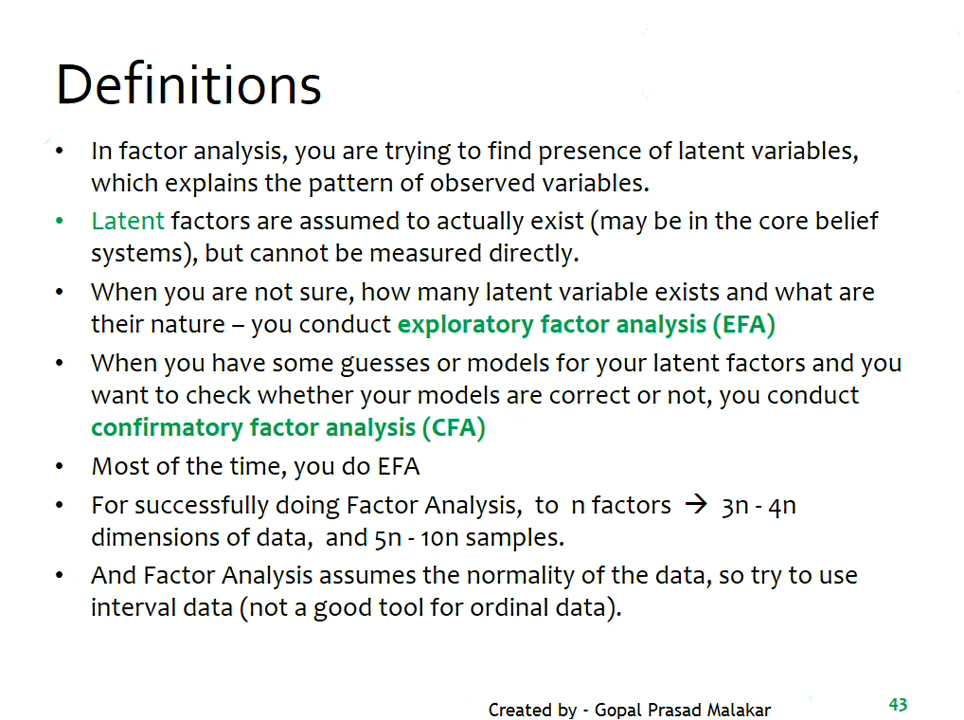 Definitions
• In factor analysis, you are trying to find presence of latent variables,
which explains the pattern of observed variables.
• Latent factors are assumed to actually exist (may be in the core belief
systems), but cannot be measured directly.
• When you are not sure, how many latent variable exists and what are
their nature – you conduct exploratory factor analysis (EFA)
• When you have some guesses or models for your latent factors and you
want to check whether your models are correct or not, you conduct
confirmatory factor analysis (CFA)
• Most of the time, you do EFA
• For successfully doing Factor Analysis, to n factors → 3n - 4n
dimensions of data, and 5n - 10n samples.
• And Factor Analysis assumes the normality of the data, so try to use
interval data (not a good tool for ordinal data).
Created by - Gopal Prasad Malakar
43